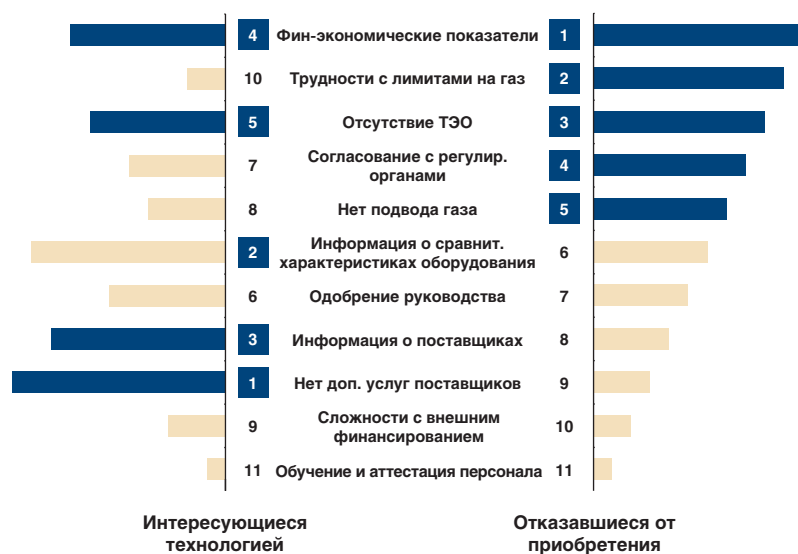 4 Фин-экономические показатели 1
10 Трудности с лимитами на газ 2
5 Отсутствие ТЭО 3
7 Согласование с регулир. 4
органами
8 Нет подвода газа 5
2 Информация о сравнит. 6
характеристиках оборудования
6 Одобрение руководства 7
3 Информация о поставщиках 8
1 Нет доп. услуг поставщиков 9
9 Сложности с внешним 10
финансированием
11 Обучение и аттестация персонала 11
Интересующиеся
технологией
Отказавшиеся от
приобретения